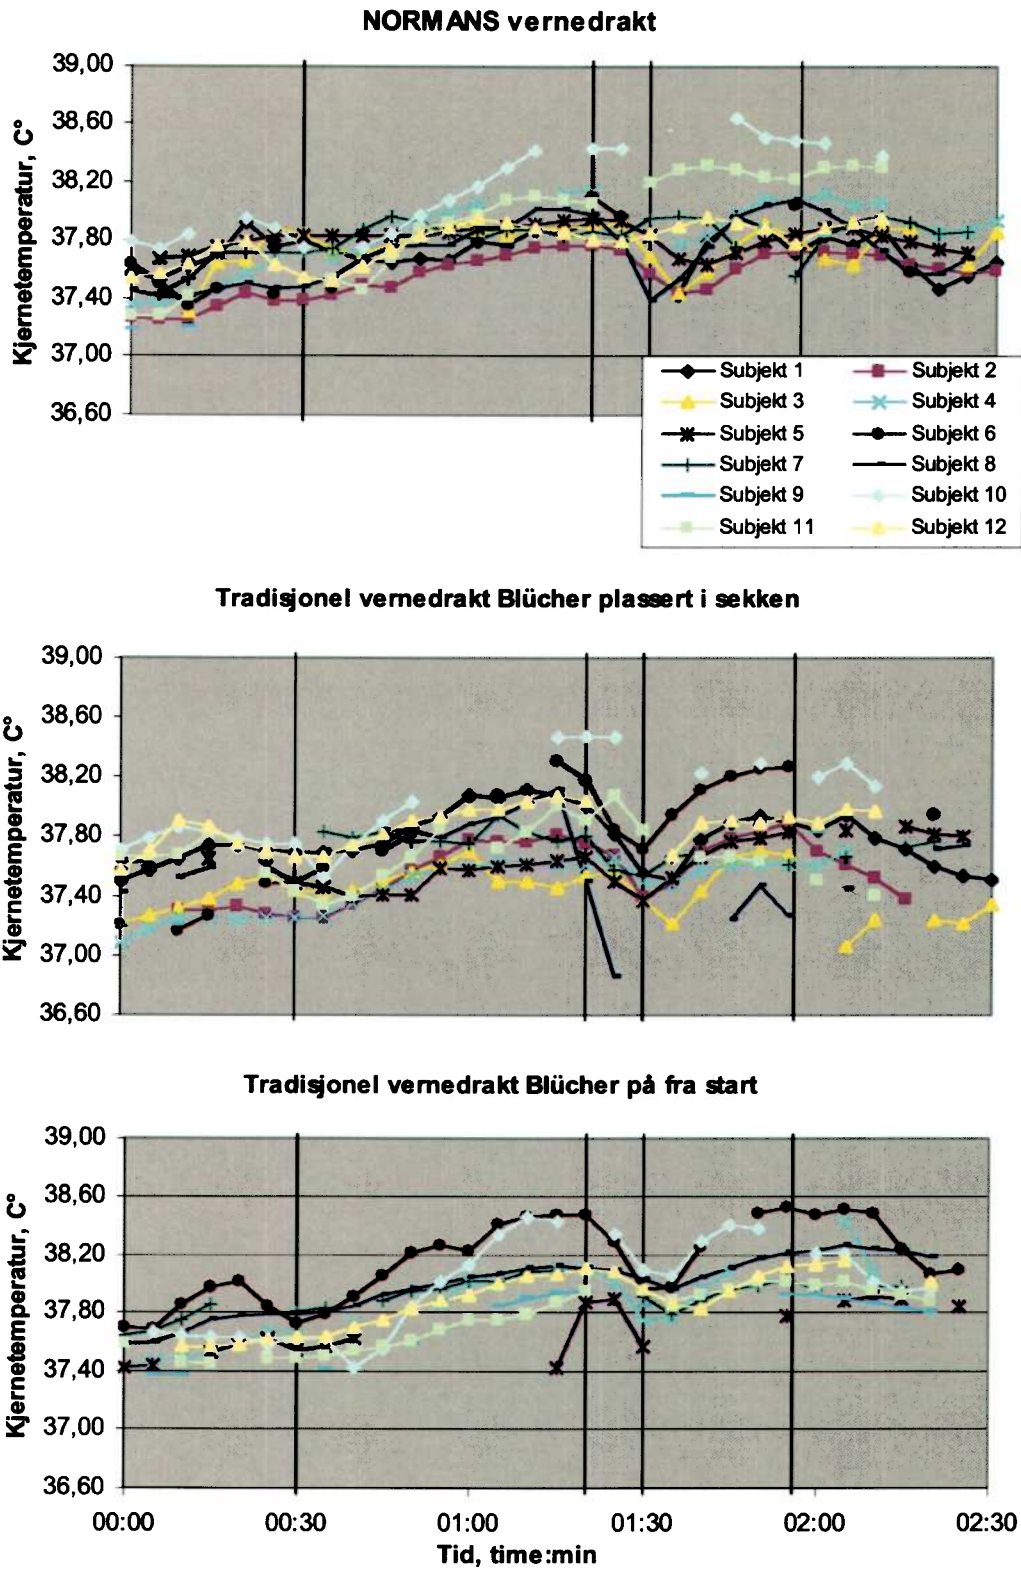 NORMANS vernedrakt
39,00
38,60
38,20
37,80
37,40
37,00
36,60
Kjernetemperatur, C°
Subjekt 1 Subjekt 2
Subjekt 3 Subjekt 4
Subjekt 5 Subjekt 6
Subjekt 7 Subjekt 8
Subjekt 9 Subjekt 10
Subjekt 11 Subjekt 12
Tradisjonel vernedrakt Blücher plassert i sekken
39,00
38,60
38,20
37,80
37,40
37,00
36,60
Kjernetemperatur, C°
Tradisjonel vernedrakt Blücher på fra start
39,00
38,60
38,20
37,80
37,40
37,00
36,60
Kjernetemperatur, C°
00:00 00:30 01:00 01:30 02:00 02:30
Tid, time:min